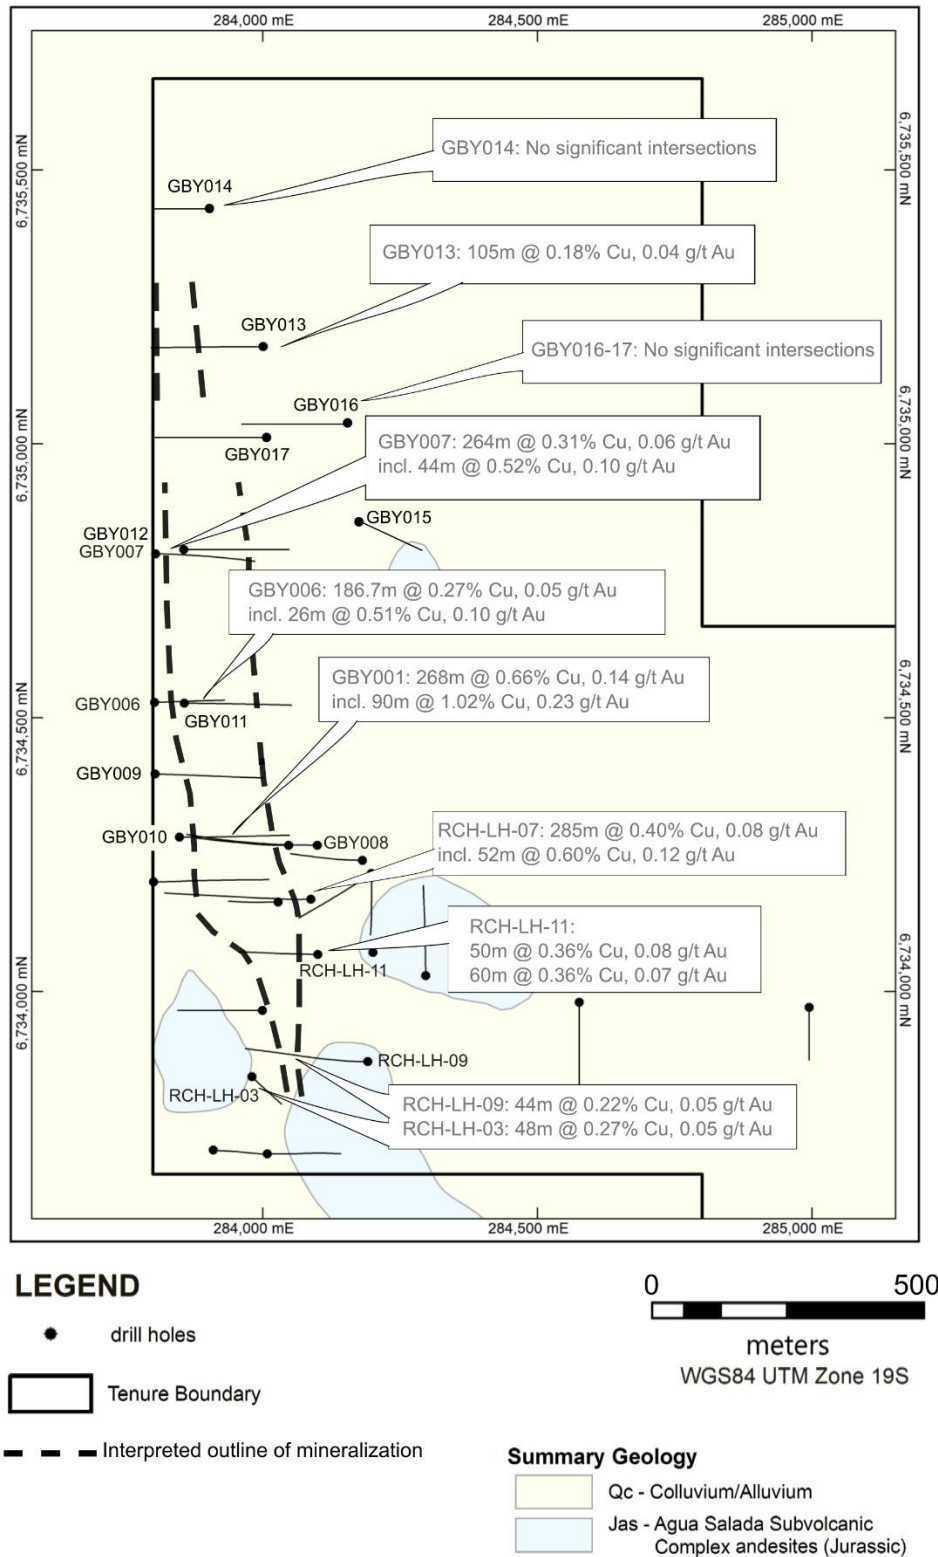 284,000 mE
284,500 mE
285,000 mE
6,735,500 mN
6,735,500 mN
GBY014: No significant intersections
GBY014
GBY013: 105m @ 0.18% Cu, 0.04 g/t Au
GBY013
GBY016-17: No significant intersections
GBY016
6,735,000 mN
6,735,000 mN
GBY017
GBY007: 264m @ 0.31% Cu, 0.06 g/t Au
incl. 44m @ 0.52% Cu, 0.10 g/t Au
GBY015
GBY012
GBY007
GBY006: 186.7m @ 0.27% Cu, 0.05 g/t Au
incl. 26m @ 0.51% Cu, 0.10 g/t Au
GBY001: 268m @ 0.66% Cu, 0.14 g/t Au
incl. 90m @ 1.02% Cu, 0.23 g/t Au
GBY006
GBY011
6,734,500 mN
6,734,500 mN
GBY009
GBY010
GBY008
RCH-LH-07: 285m @ 0.40% Cu, 0.08 g/t Au
incl. 52m @ 0.60% Cu, 0.12 g/t Au
RCH-LH-11:
50m @ 0.36% Cu, 0.08 g/t Au
60m @ 0.36% Cu, 0.07 g/t Au
RCH-LH-11
6,734,000 mN
6,734,000 mN
RCH-LH-09
RCH-LH-03
RCH-LH-09: 44m @ 0.22% Cu, 0.05 g/t Au
RCH-LH-03: 48m @ 0.27% Cu, 0.05 g/t Au
284,000 mE
284,500 mE
285,000 mE
LEGEND
drill holes
Tenure Boundary
Interpreted outline of mineralization
0
500
meters
WGS84 UTM Zone 19S
Summary Geology
Qc - Colluvium/Alluvium
Jas - Agua Salada Subvolcanic
Complex andesites (Jurassic)